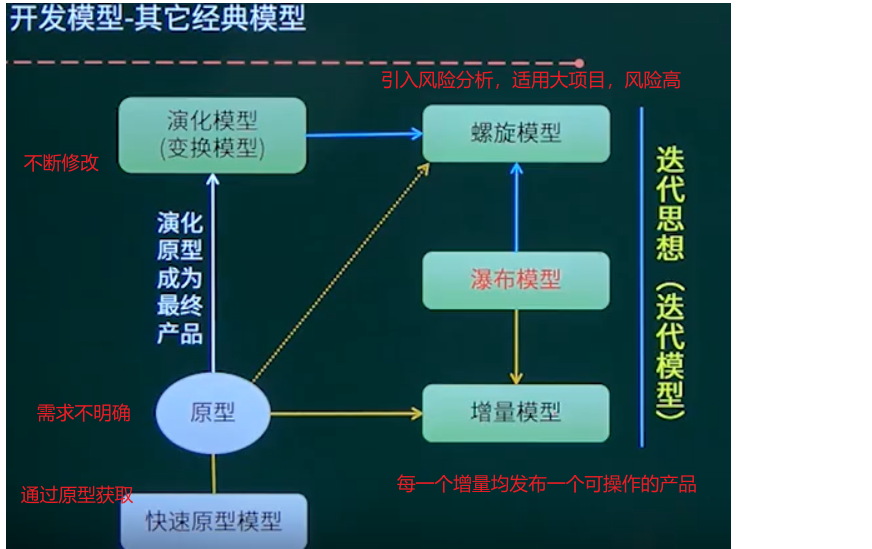 开发模型-其它经典模型
引入风险分析，适用大项目，风险高
演化模型
(变换模型)
螺旋模型
不断修改
演化
原型
成为
最终
产品
瀑布模型
迭代思想（迭代模型）
需求不明确
原型
增量模型
每一个增量均发布一个可操作的产品
通过原型获取
快速原型模型